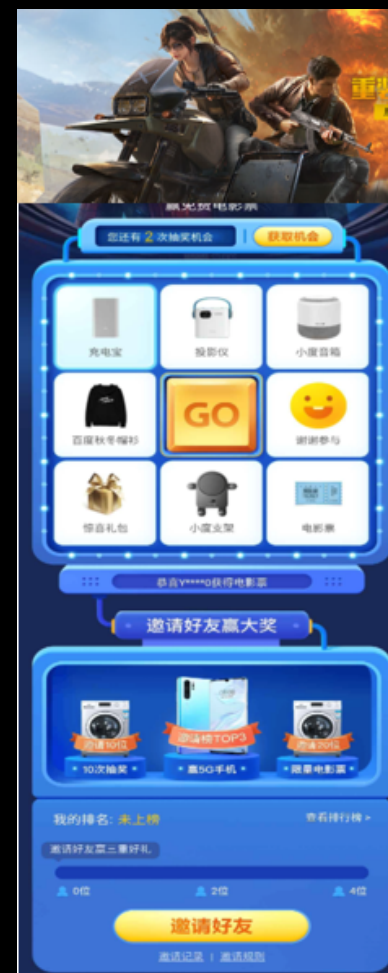 重
赢免费电影票
您还有 2 次抽奖机会
获取机会
充电宝
投影仪
小度音箱
百度秋冬帽衫
GO
谢谢参与
惊喜礼包
小度支架
电影票
恭喜Y****0获得电影票
邀请好友赢大奖
邀请10位
邀请榜TOP3
邀请20位
10次抽奖
赢5G手机
限量电影票
我的排名: 未上榜
查看排行榜 >
邀请好友赢三重好礼
0位
2位
4位
邀请好友
邀请记录 | 邀请规则